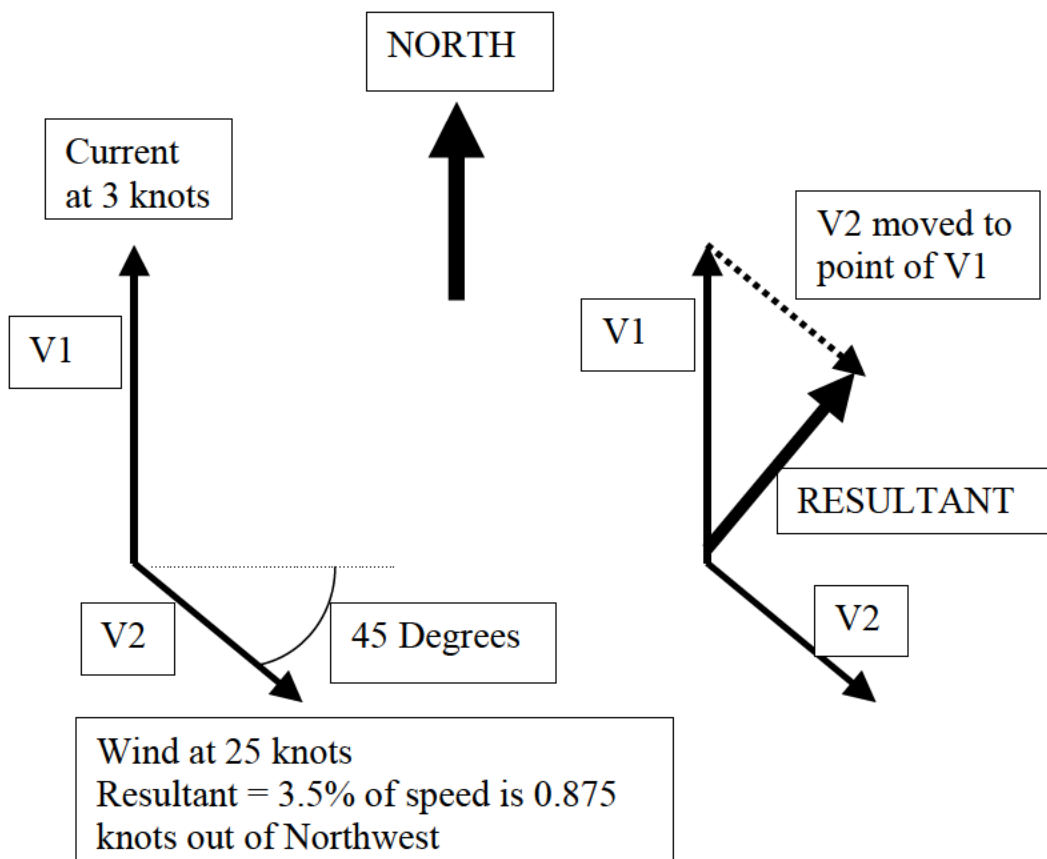 NORTH
Current
at 3 knots
V2 moved to
point of V1
V1
V1
RESULTANT
V2
45 Degrees
V2
Wind at 25 knots
Resultant = 3.5% of speed is 0.875
knots out of Northwest